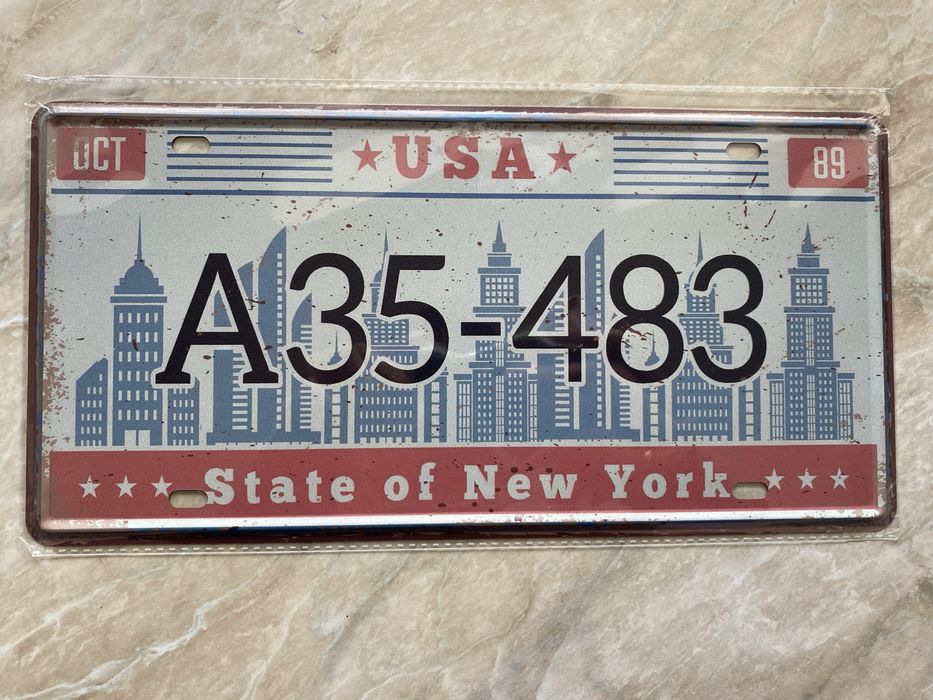 OCT ★USA★ 89
A35-483
★★★ State of New York ★★★